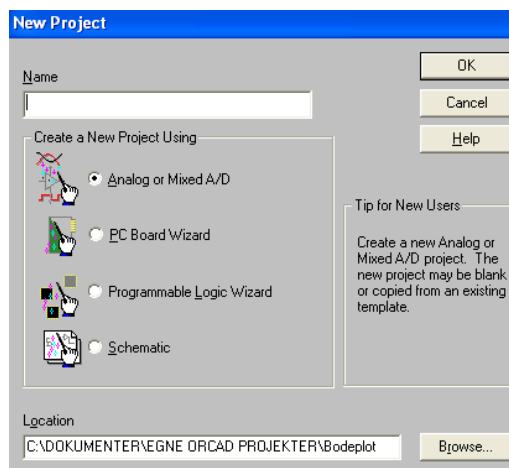 New Project
Name
OK
Cancel
Help
Create a New Project Using
Analog or Mixed A/D
PC Board Wizard
Programmable Logic Wizard
Schematic
Tip for New Users
Create a new Analog or
Mixed A/D project. The
new project may be blank
or copied from an existing
template.
Location
C:\DOKUMENTER\EGNE ORCAD PROJEKTER\Bodeplot
Browse...